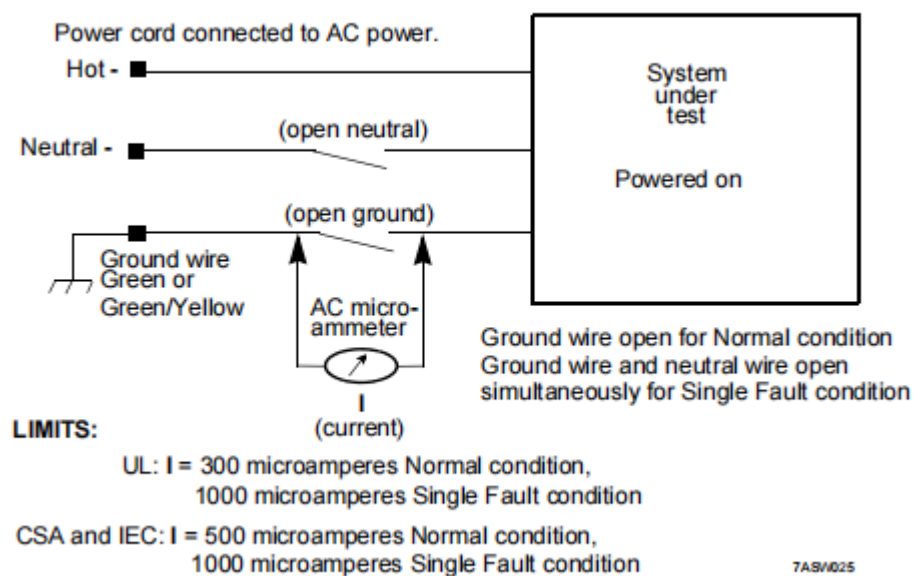 Power cord connected to AC power.
Hot -
System
under
test
(open neutral)
Neutral -
Powered on
(open ground)
Ground wire
Green or
Green/Yellow
AC micro-
ammeter
Ground wire open for Normal condition
Ground wire and neutral wire open
simultaneously for Single Fault condition
I
(current)
LIMITS:
UL: I = 300 microamperes Normal condition,
1000 microamperes Single Fault condition
CSA and IEC: I = 500 microamperes Normal condition,
1000 microamperes Single Fault condition
7ASW025